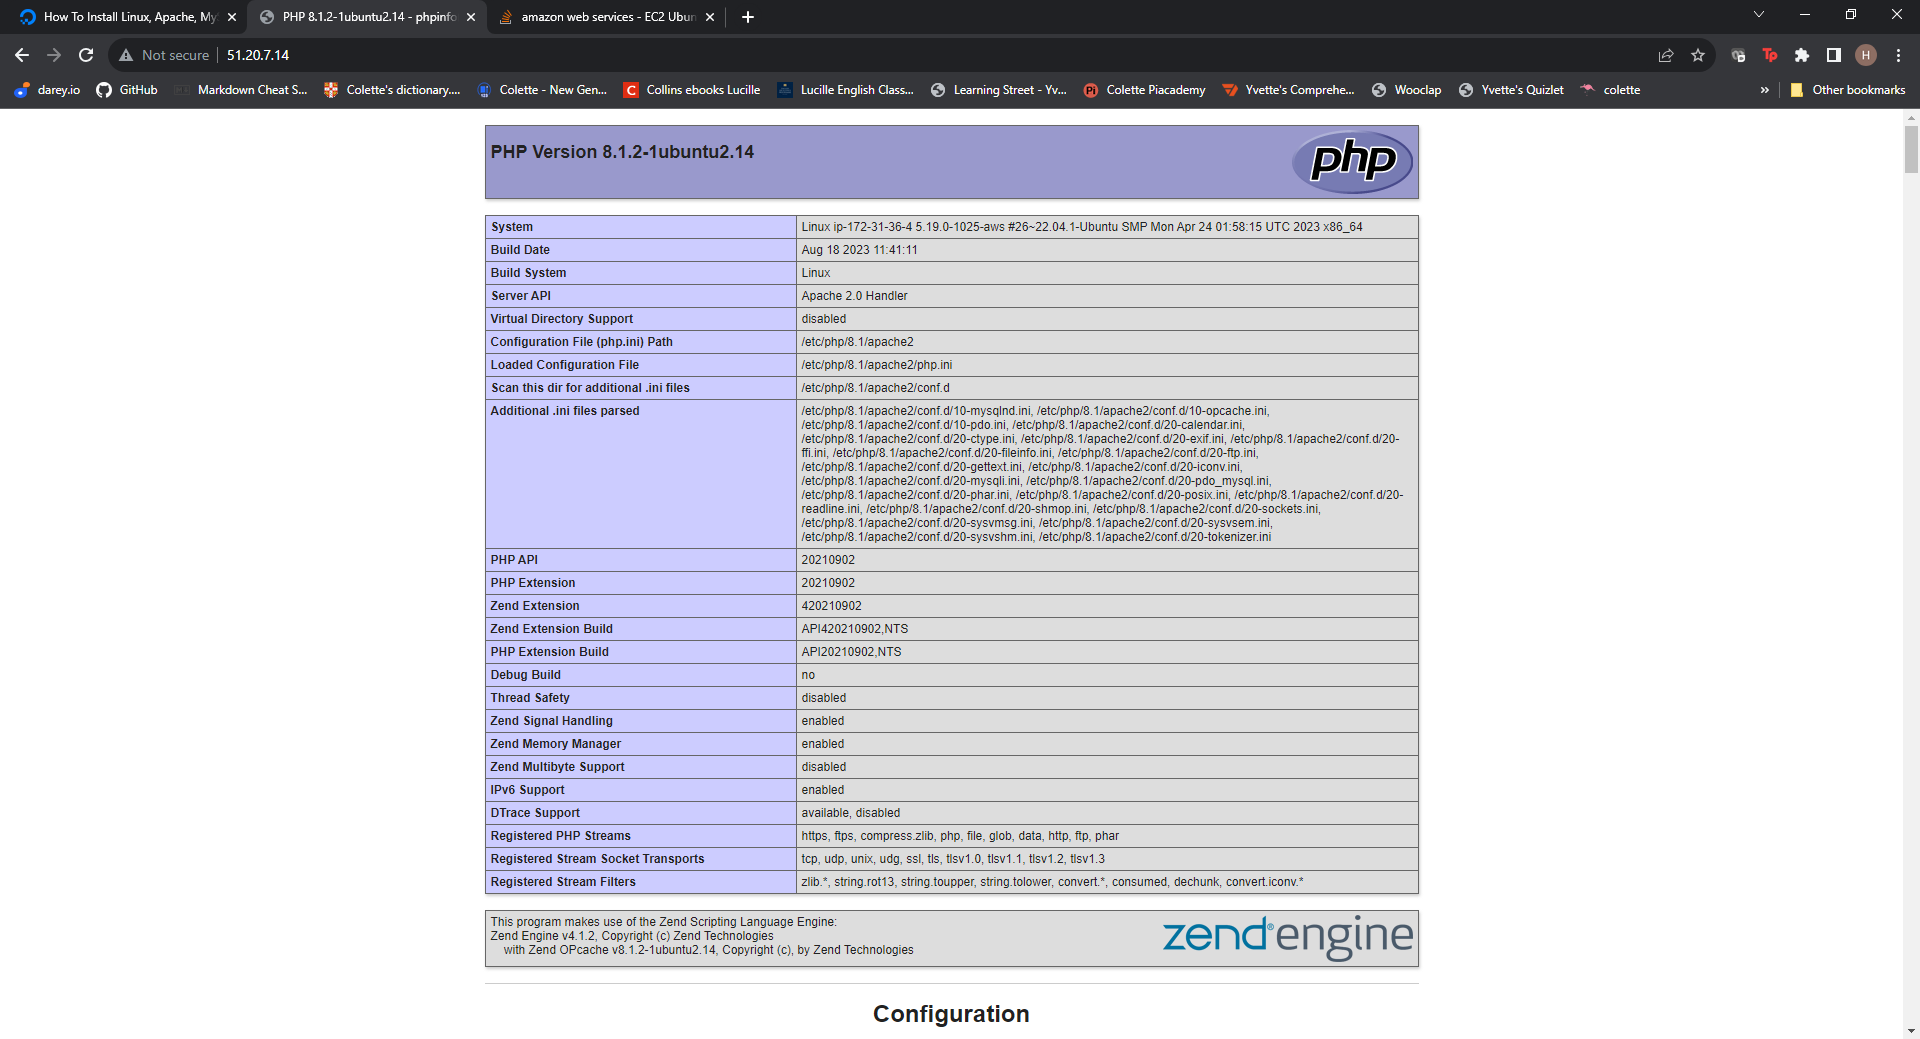 How To Install Linux, Apache, My
PHP 8.1.2-1ubuntu2.14 - phpinfo
amazon web services - EC2 Ubun
Not secure
51.20.7.14
H
darey.io
GitHub
Markdown Cheat S...
Colette's dictionary....
Colette - New Gen...
Collins ebooks Lucille
Lucille English Class...
Learning Street - Yv...
Colette Piacademy
Yvette's Comprehe...
Wooclap
Yvette's Quizlet
colette
»
Other bookmarks
PHP Version 8.1.2-1ubuntu2.14
php
System Linux ip-172-31-36-4 5.19.0-1025-aws #26~22.04.1-Ubuntu SMP Mon Apr 24 01:58:15 UTC 2023 x86_64
Build Date Aug 18 2023 11:41:11
Build System Linux
Server API Apache 2.0 Handler
Virtual Directory Support disabled
Configuration File (php.ini) Path /etc/php/8.1/apache2
Loaded Configuration File /etc/php/8.1/apache2/php.ini
Scan this dir for additional .ini files /etc/php/8.1/apache2/conf.d
Additional .ini files parsed /etc/php/8.1/apache2/conf.d/10-mysqlnd.ini, /etc/php/8.1/apache2/conf.d/10-opcache.ini,
/etc/php/8.1/apache2/conf.d/10-pdo.ini, /etc/php/8.1/apache2/conf.d/20-calendar.ini,
/etc/php/8.1/apache2/conf.d/20-ctype.ini, /etc/php/8.1/apache2/conf.d/20-exif.ini, /etc/php/8.1/apache2/conf.d/20-
ffi.ini, /etc/php/8.1/apache2/conf.d/20-fileinfo.ini, /etc/php/8.1/apache2/conf.d/20-ftp.ini,
/etc/php/8.1/apache2/conf.d/20-gettext.ini, /etc/php/8.1/apache2/conf.d/20-iconv.ini,
/etc/php/8.1/apache2/conf.d/20-mysqli.ini, /etc/php/8.1/apache2/conf.d/20-pdo_mysql.ini,
/etc/php/8.1/apache2/conf.d/20-phar.ini, /etc/php/8.1/apache2/conf.d/20-posix.ini, /etc/php/8.1/apache2/conf.d/20-
readline.ini, /etc/php/8.1/apache2/conf.d/20-shmop.ini, /etc/php/8.1/apache2/conf.d/20-sockets.ini,
/etc/php/8.1/apache2/conf.d/20-sysvmsg.ini, /etc/php/8.1/apache2/conf.d/20-sysvsem.ini,
/etc/php/8.1/apache2/conf.d/20-sysvshm.ini, /etc/php/8.1/apache2/conf.d/20-tokenizer.ini
PHP API 20210902
PHP Extension 20210902
Zend Extension 420210902
Zend Extension Build API420210902,NTS
PHP Extension Build API20210902,NTS
Debug Build no
Thread Safety disabled
Zend Signal Handling enabled
Zend Memory Manager enabled
Zend Multibyte Support disabled
IPv6 Support enabled
DTrace Support available, disabled
Registered PHP Streams https, ftps, compress.zlib, php, file, glob, data, http, ftp, phar
Registered Stream Socket Transports tcp, udp, unix, udg, ssl, tls, tlsv1.0, tlsv1.1, tlsv1.2, tlsv1.3
Registered Stream Filters zlib.*, string.rot13, string.toupper, string.tolower, convert.*, consumed, dechunk, convert.iconv.*
This program makes use of the Zend Scripting Language Engine:
Zend Engine v4.1.2, Copyright (c) Zend Technologies
with Zend OPcache v8.1.2-1ubuntu2.14, Copyright (c), by Zend Technologies
zend® engine
Configuration